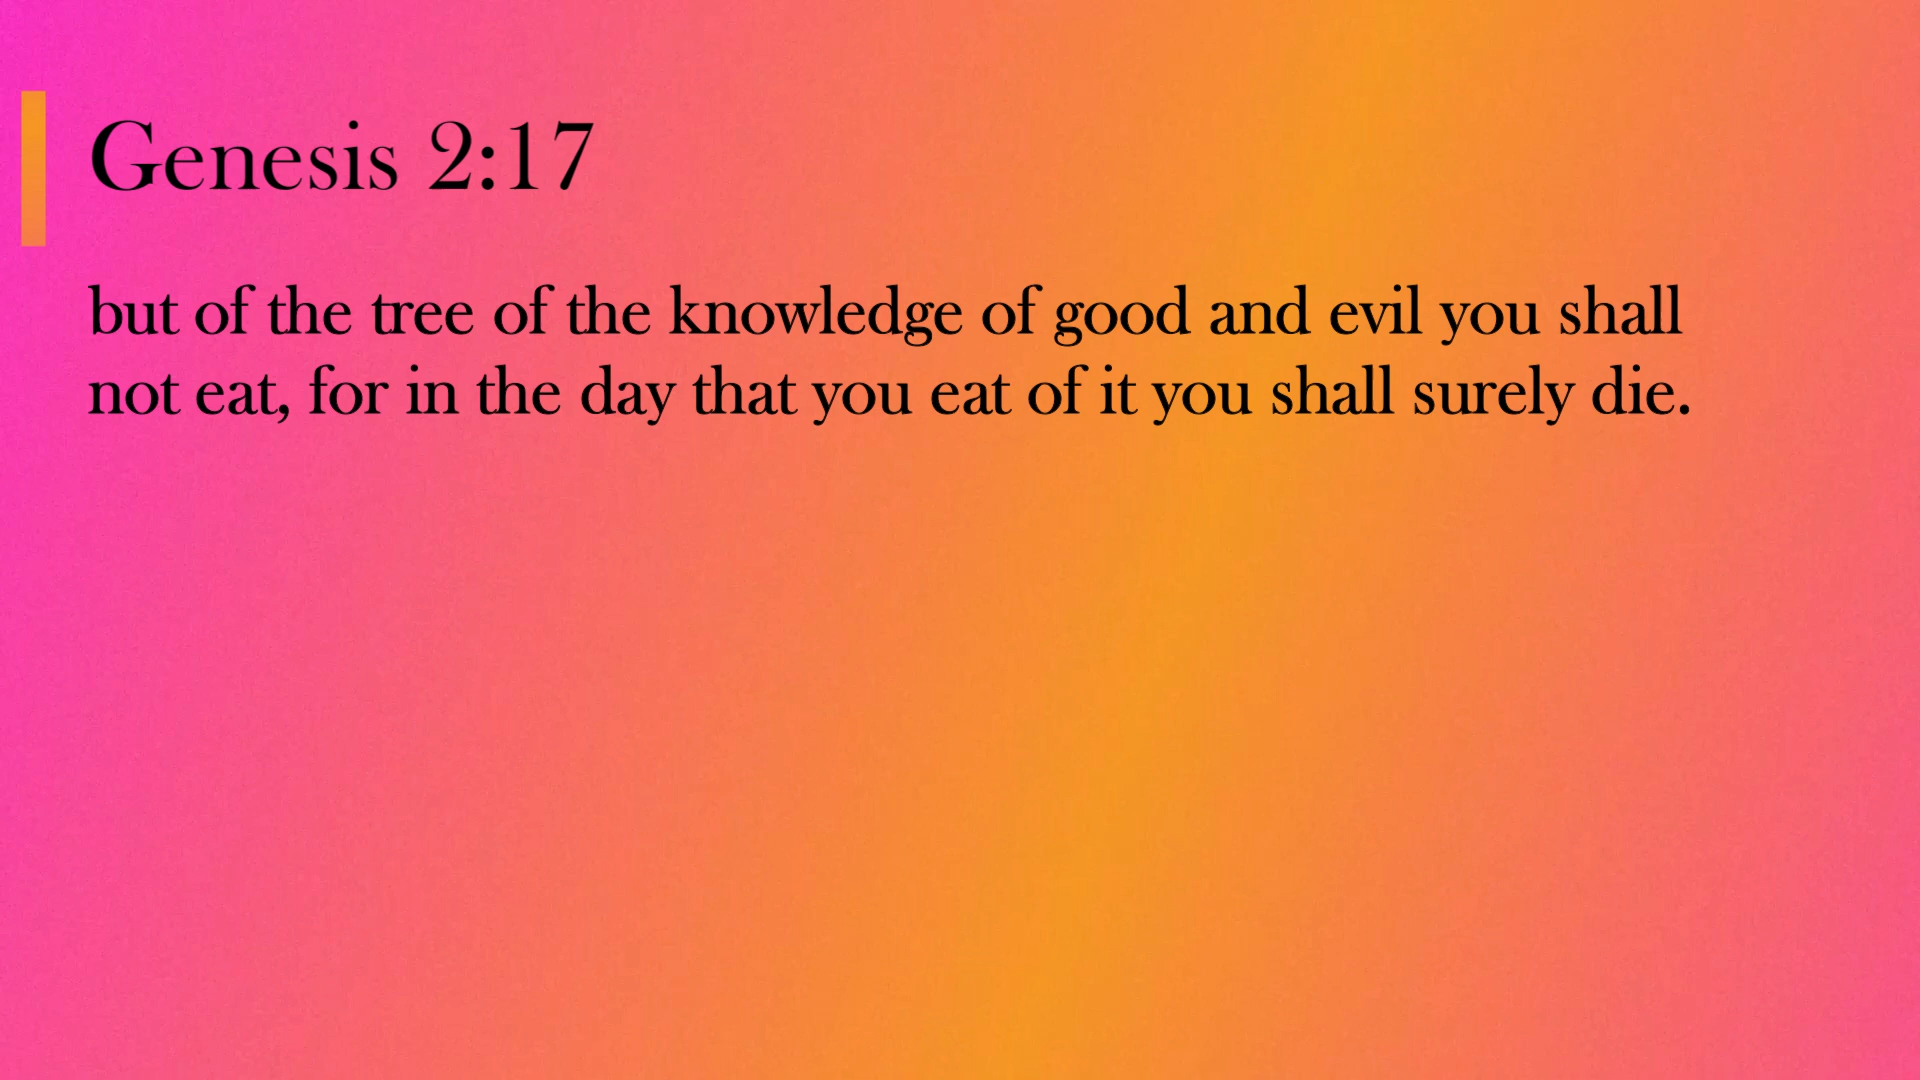 Genesis 2:17
but of the tree of the knowledge of good and evil you shall
not eat, for in the day that you eat of it you shall surely die.